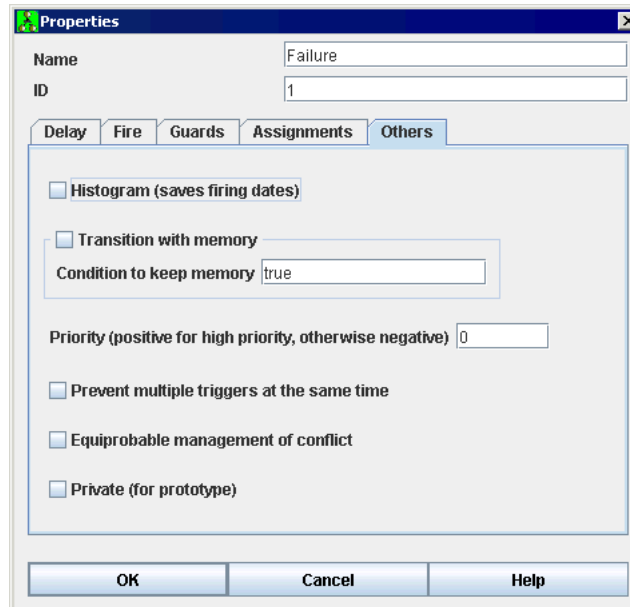 Properties
Name Failure
ID 1
Delay Fire Guards Assignments Others
Histogram (saves firing dates)
Transition with memory
Condition to keep memory true
Priority (positive for high priority, otherwise negative) 0
Prevent multiple triggers at the same time
Equiprobable management of conflict
Private (for prototype)
OK Cancel Help